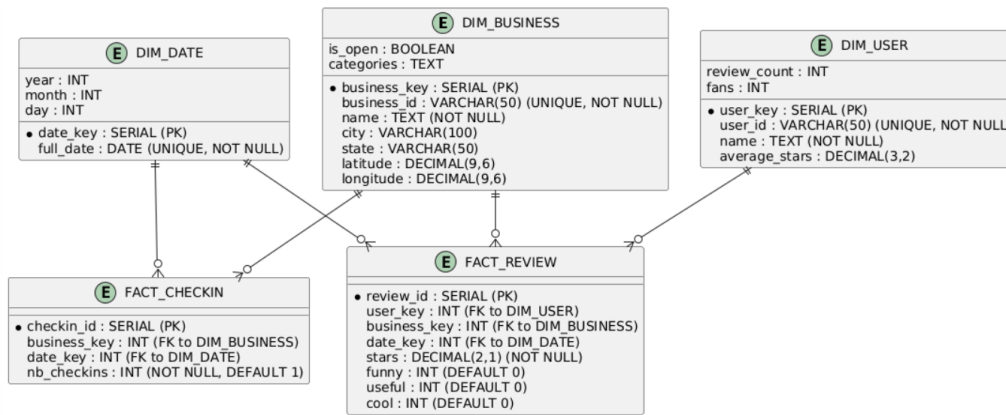 E DIM_DATE
year : INT
month : INT
day : INT
date_key : SERIAL (PK)
full_date : DATE (UNIQUE, NOT NULL)
E DIM_BUSINESS
is_open : BOOLEAN
categories : TEXT
business_key : SERIAL (PK)
business_id : VARCHAR(50) (UNIQUE, NOT NULL)
name : TEXT (NOT NULL)
city : VARCHAR(100)
state : VARCHAR(50)
latitude : DECIMAL(9,6)
longitude : DECIMAL(9,6)
E DIM_USER
review_count : INT
fans : INT
user_key : SERIAL (PK)
user_id : VARCHAR(50) (UNIQUE, NOT NULL
name : TEXT (NOT NULL)
average_stars : DECIMAL(3,2)
E FACT_CHECKIN
checkin_id : SERIAL (PK)
business_key : INT (FK to DIM_BUSINESS)
date_key : INT (FK to DIM_DATE)
nb_checkins : INT (NOT NULL, DEFAULT 1)
E FACT_REVIEW
review_id : SERIAL (PK)
user_key : INT (FK to DIM_USER)
business_key : INT (FK to DIM_BUSINESS)
date_key : INT (FK to DIM_DATE)
stars : DECIMAL(2,1) (NOT NULL)
funny : INT (DEFAULT 0)
useful : INT (DEFAULT 0)
cool : INT (DEFAULT 0)